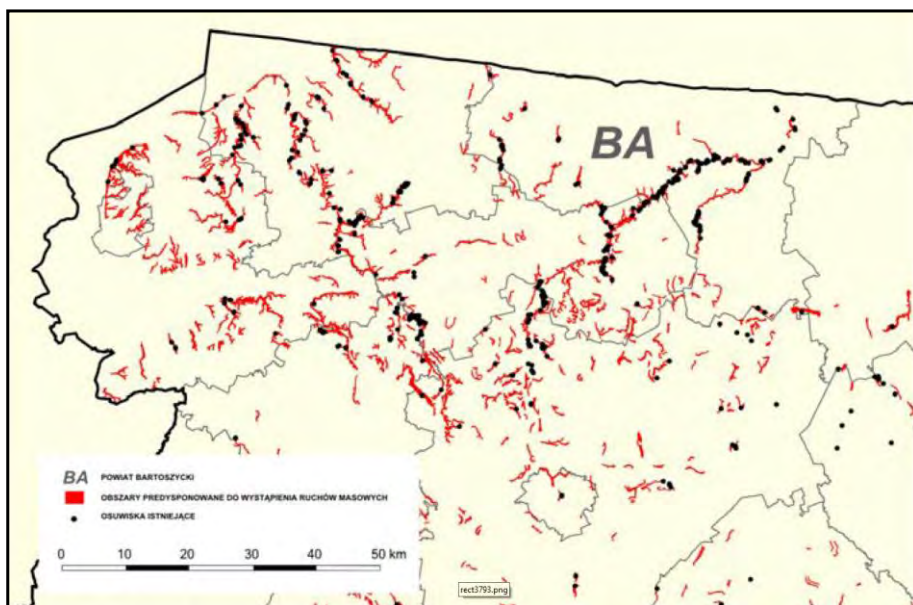 BA
BA POWIAT BARTOSZYCKI
OBSZARY PREDYSPONOWANE DO WYSTĄPIENIA RUCHÓW MASOWYCH
OSUWISKA ISTNIEJĄCE
0 10 20 30 40 50 km
rect3793.png